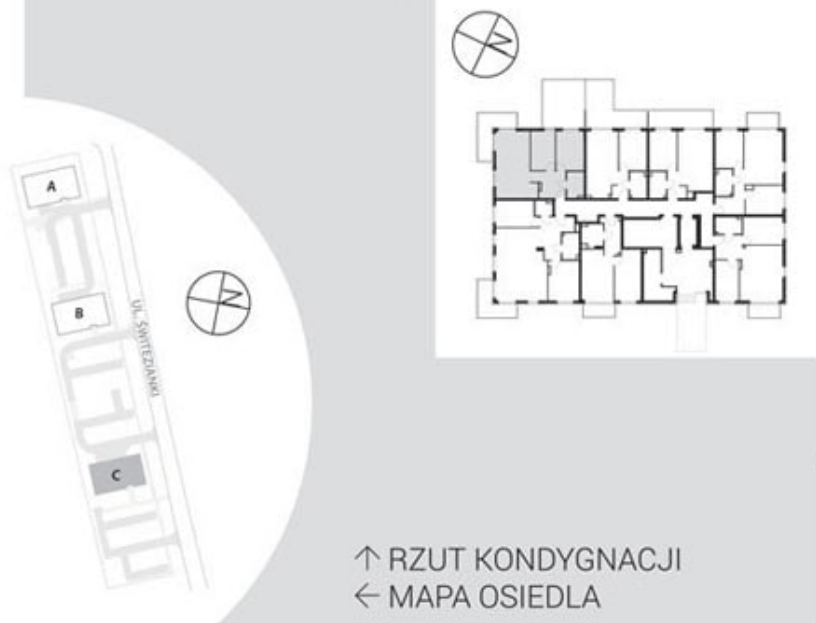 N
A
B
N
UL. ŚWITEZIANKI
C
↑ RZUT KONDYGNACJI
← MAPA OSIEDLA